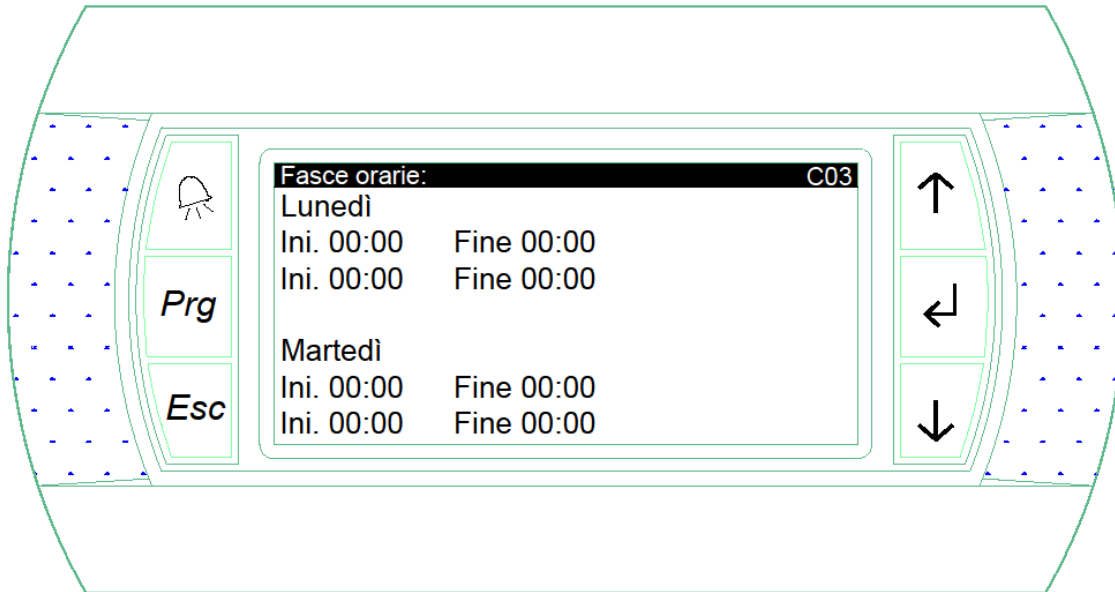 Fasce orarie: C03
Lunedì
Ini. 00:00 Fine 00:00
Ini. 00:00 Fine 00:00
Prg
Martedì
Ini. 00:00 Fine 00:00
Esc
Ini. 00:00 Fine 00:00